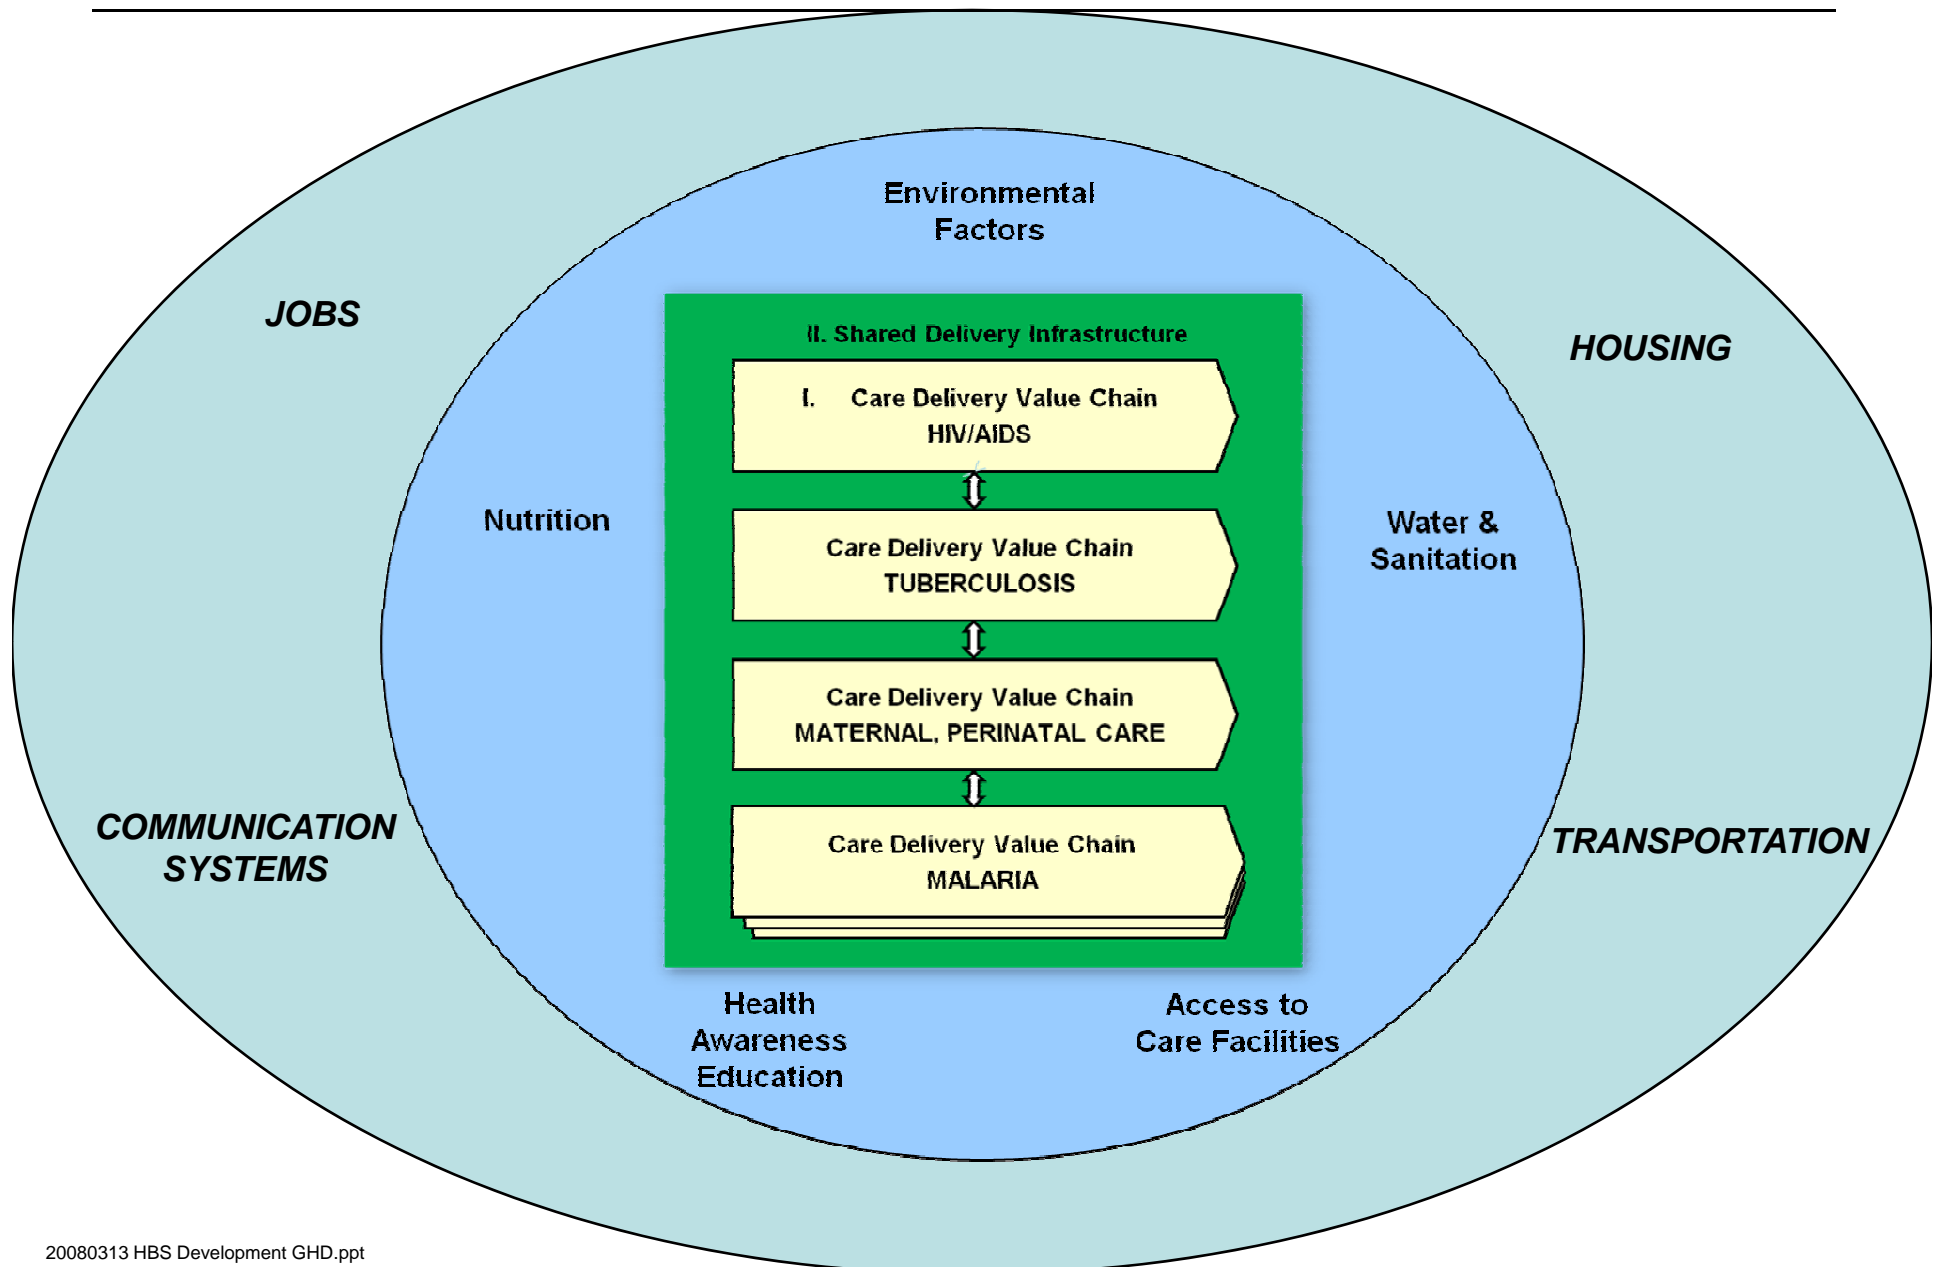 Environmental
Factors
JOBS
HOUSING
II. Shared Delivery Infrastructure
I. Care Delivery Value Chain
HIV/AIDS
Nutrition
Water &
Sanitation
Care Delivery Value Chain
TUBERCULOSIS
Care Delivery Value Chain
MATERNAL, PERINATAL CARE
COMMUNICATION
SYSTEMS
TRANSPORTATION
Care Delivery Value Chain
MALARIA
Health
Awareness
Education
Access to
Care Facilities
20080313 HBS Development GHD.ppt